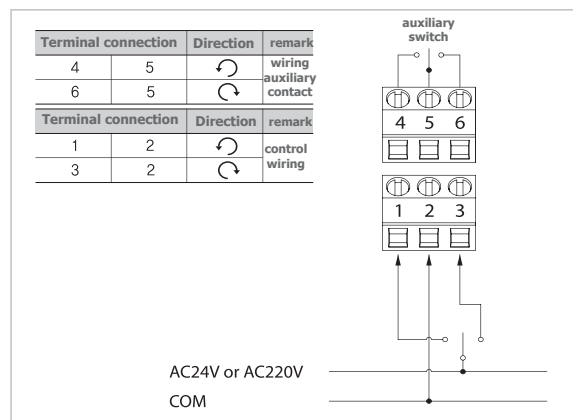 Terminal connection Direction remark
4 5 wiring
auxiliary
6 5 contact
Terminal connection Direction remark
1 2 control
3 2 wiring
auxiliary
switch
4 5 6
1 2 3
AC24V or AC220V
COM